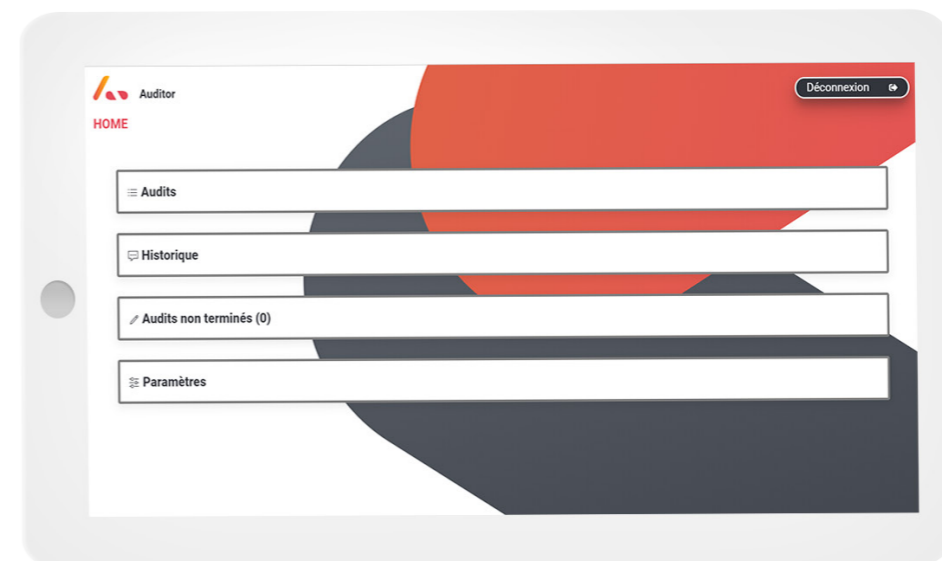 Auditor
Déconnexion
HOME
Audits
Historique
Audits non terminés (0)
Paramètres